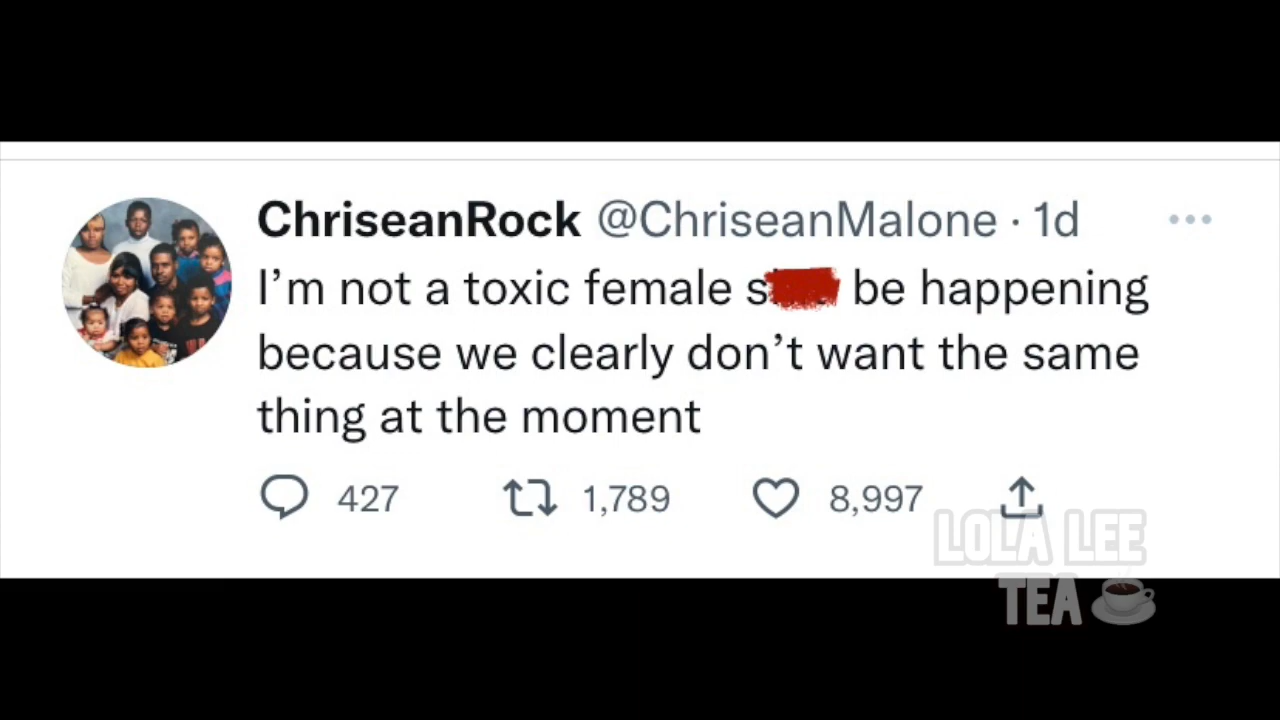 ChriseanRock @ChriseanMalone · 1d
I’m not a toxic female s be happening
because we clearly don’t want the same
thing at the moment
427 1,789 8,997
LOLA LEE
TEA